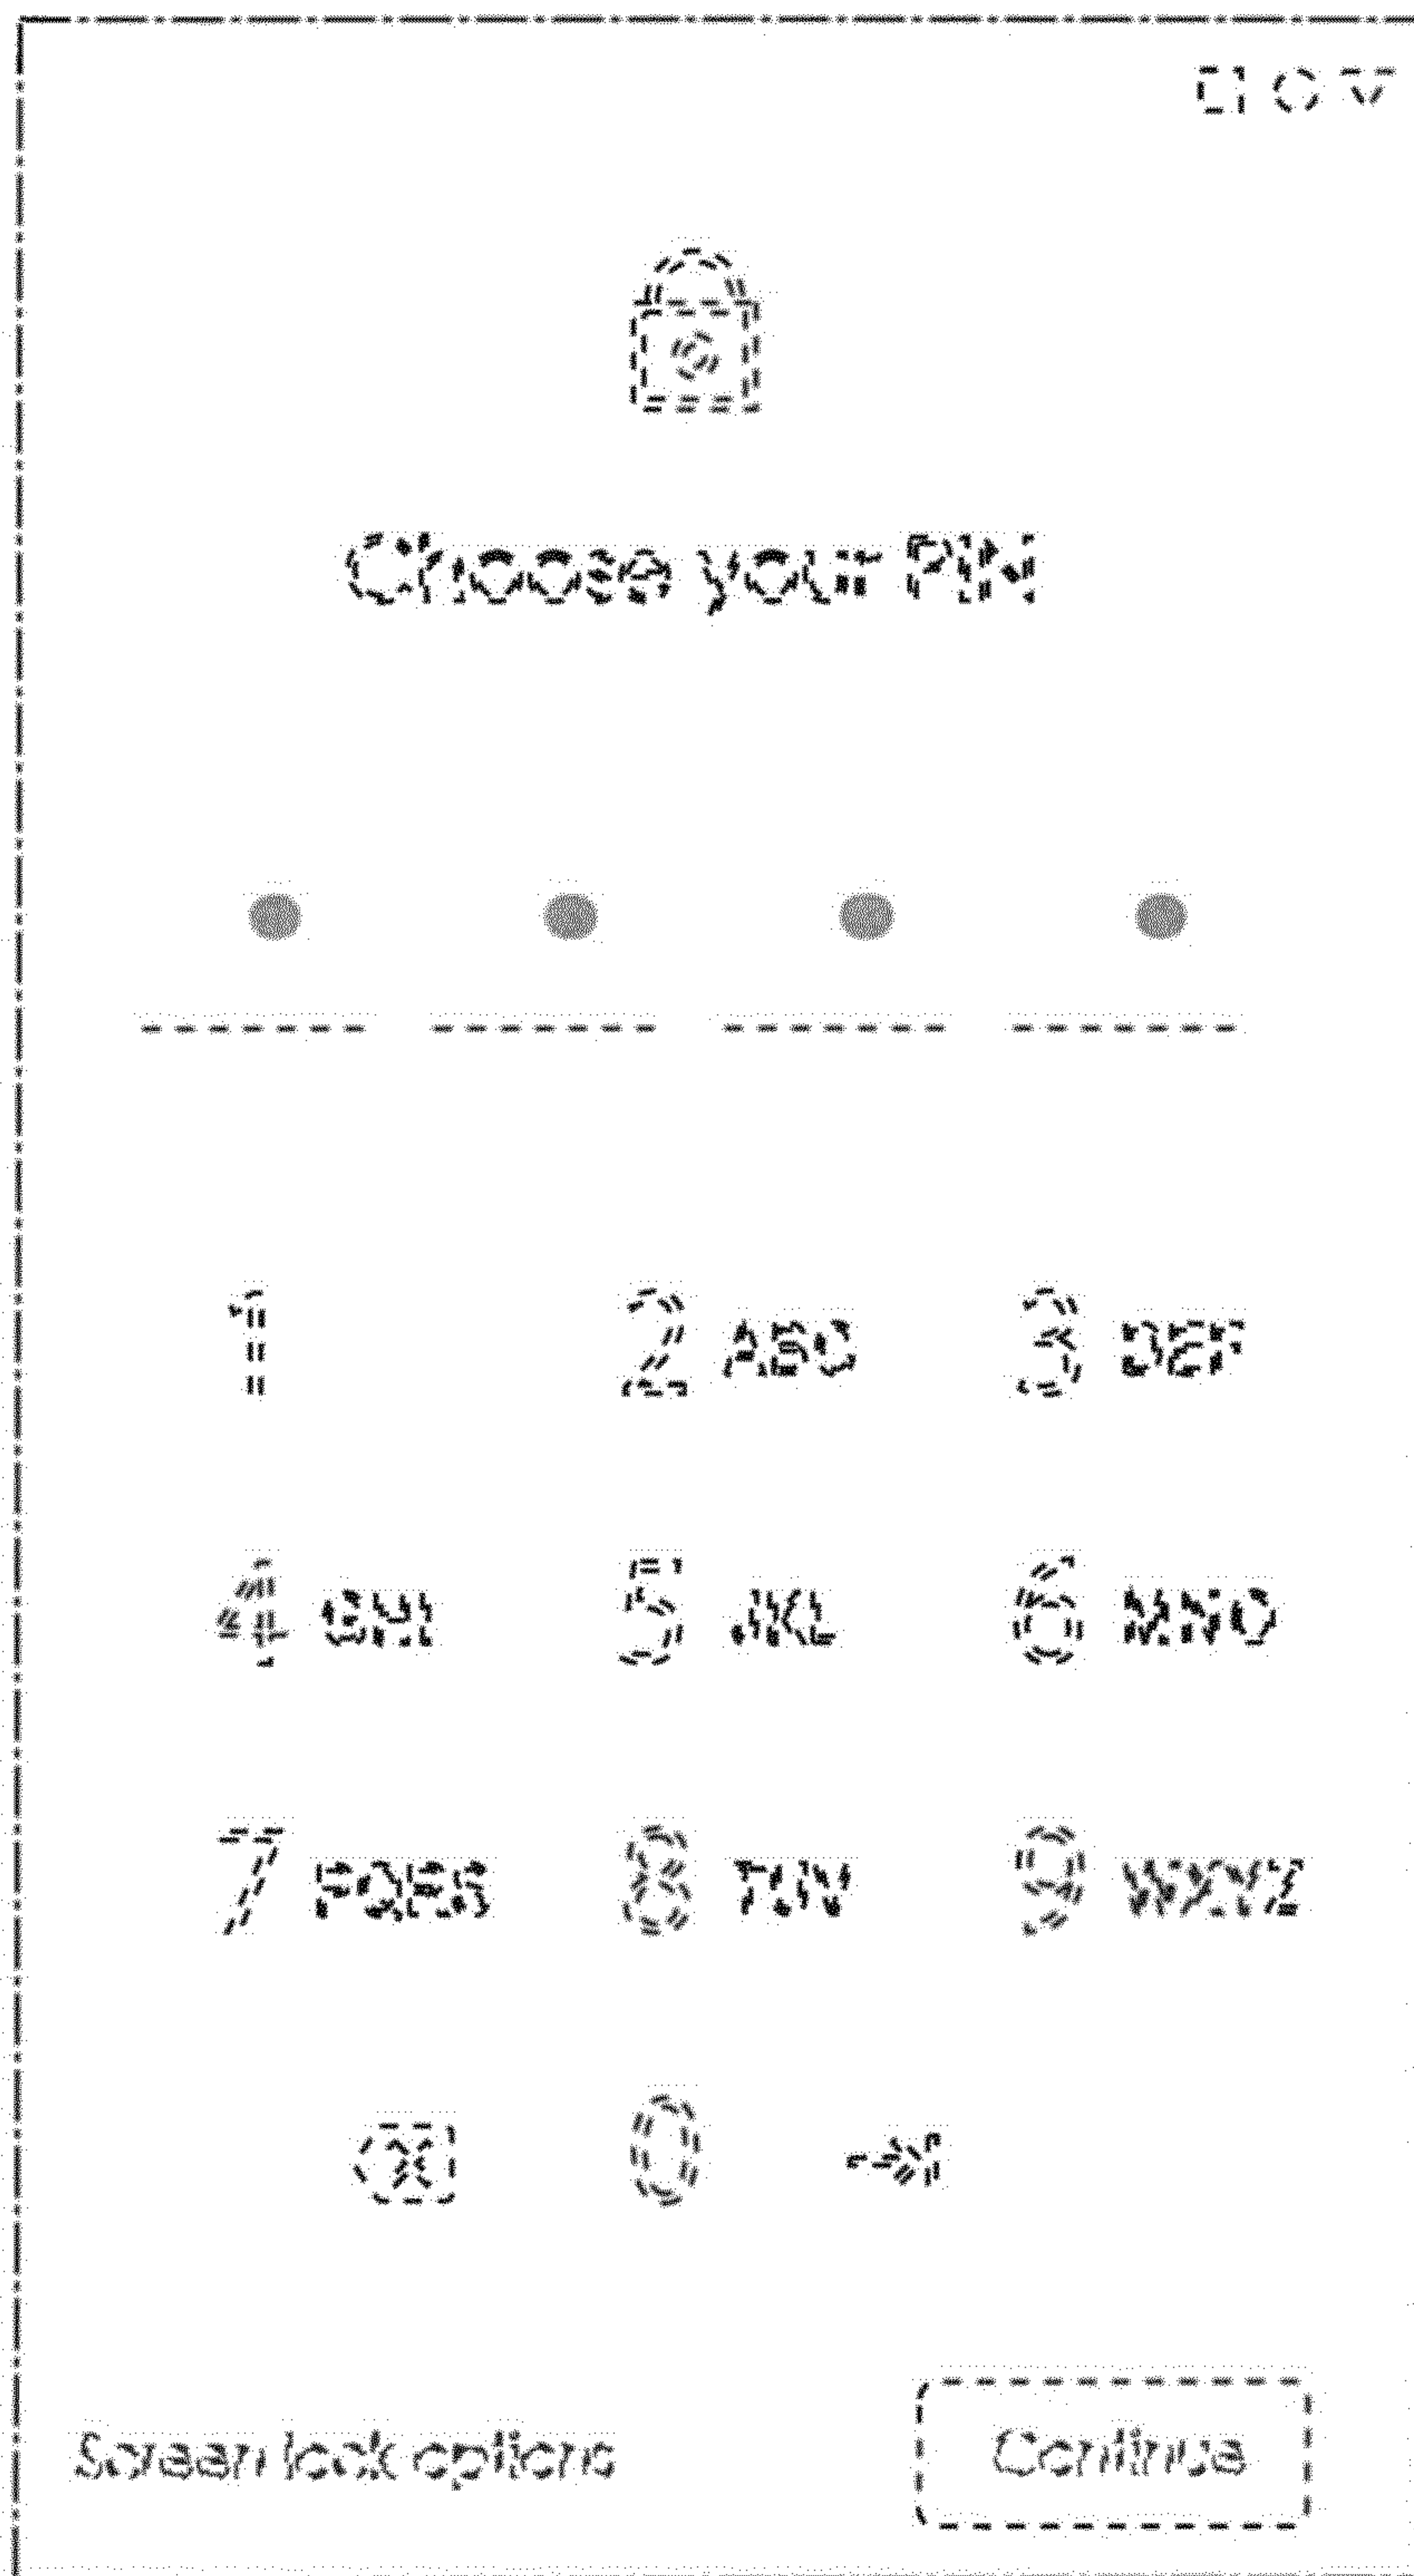 Choose your PIN
1 2 ABC 3 DEF
4 GHI 5 JKL 6 MNO
7 PQRS 8 TUV 9 WXYZ
0
Screen lock options Continue